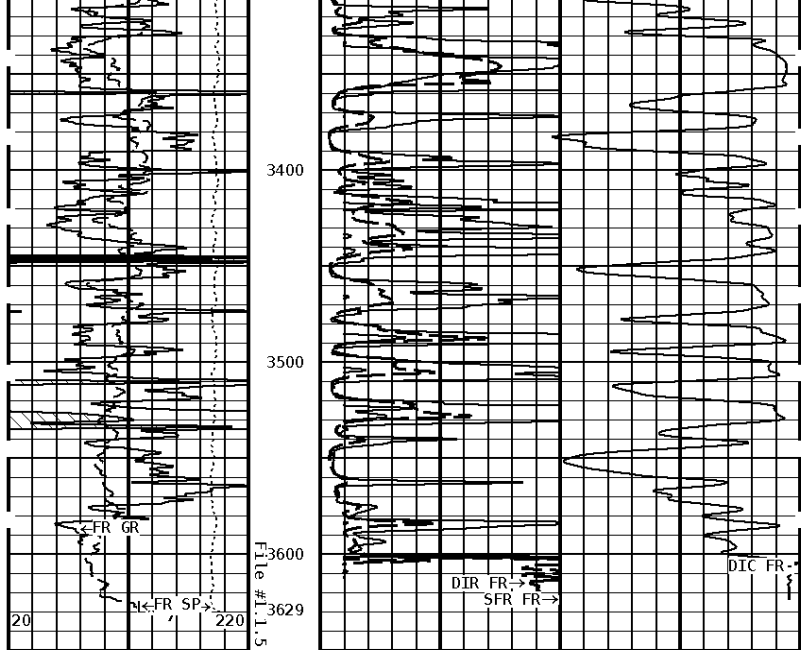 3400
3500
←FR GR
3600
DIC FR→
DIR FR→
SFR FR→
←FR SP→
3629
20
220
File #1.1.5